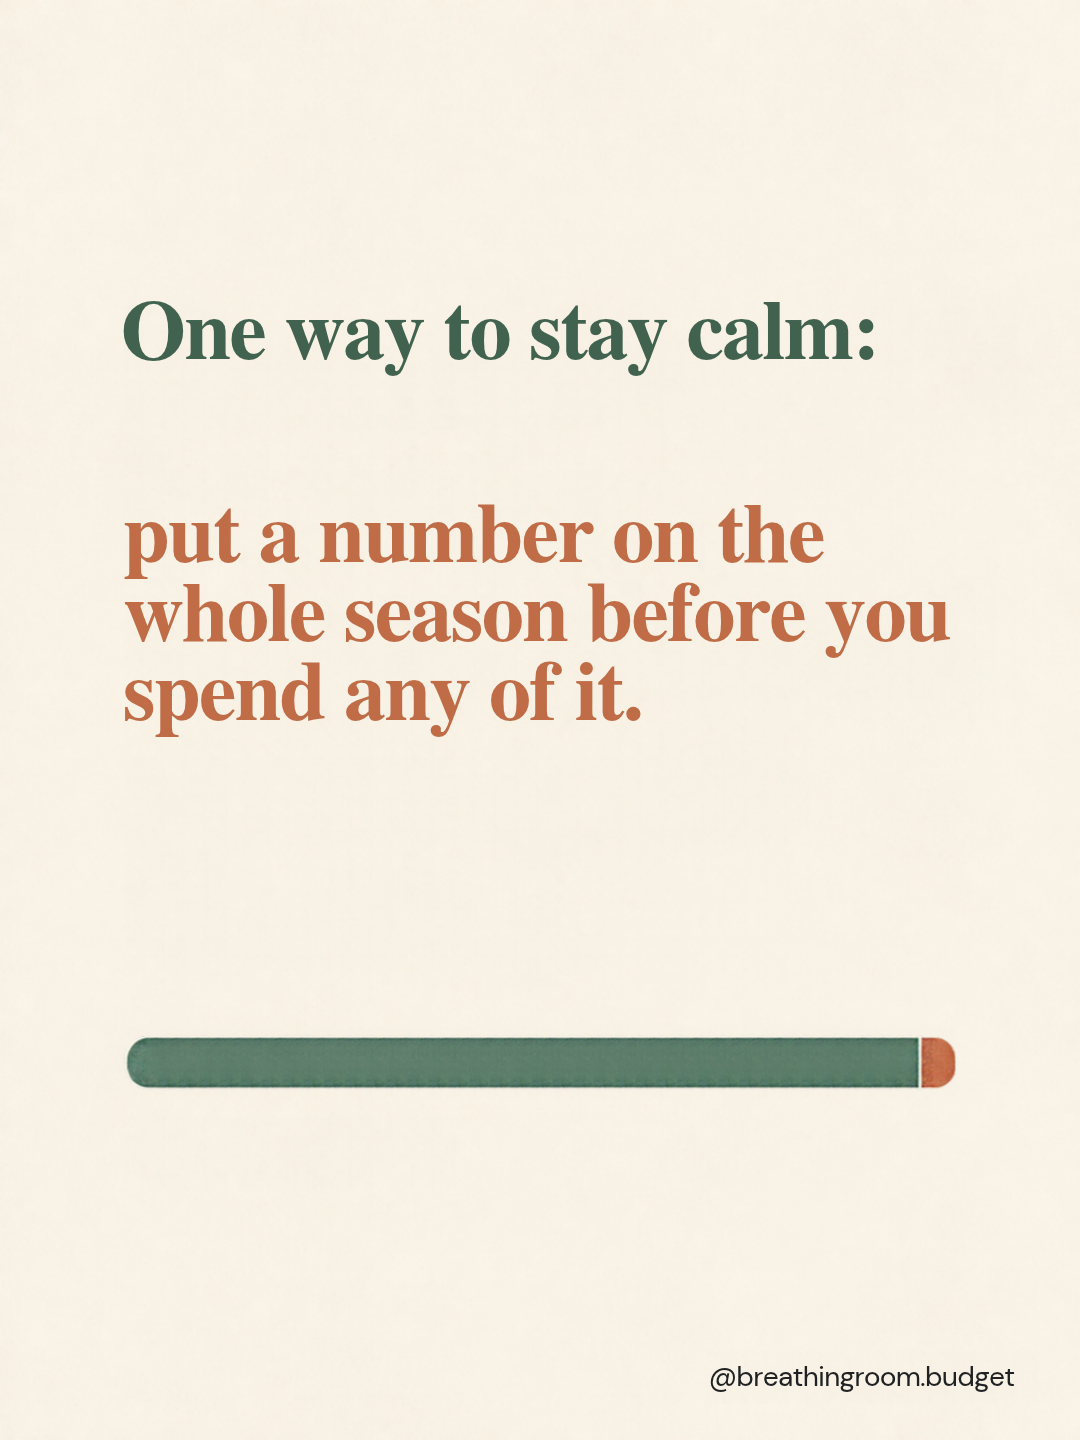 One way to stay calm:
put a number on the
whole season before you
spend any of it.
@breathingroom.budget